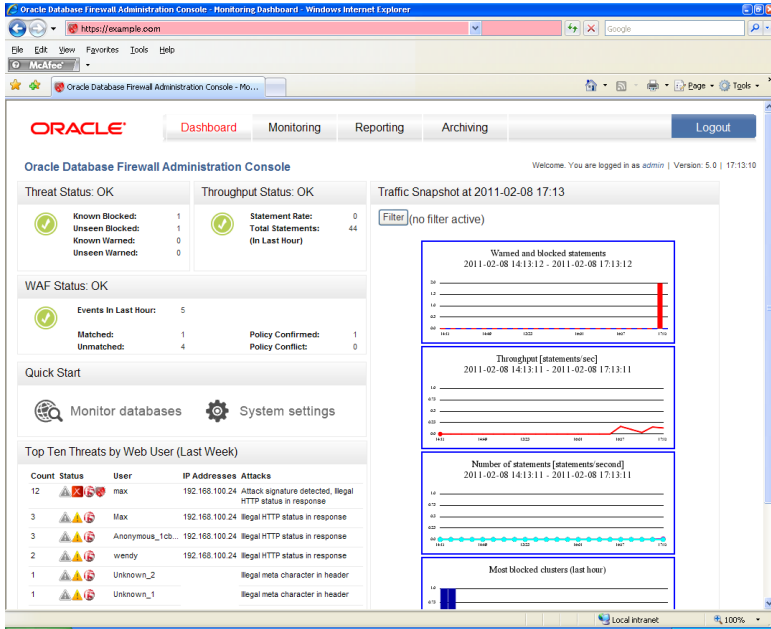 Oracle Database Firewall Administration Console - Monitoring Dashboard - Windows Internet Explorer
https://example.com
Google
File Edit View Favorites Tools Help
McAfee
Oracle Database Firewall Administration Console - Mo...
Page Tools
ORACLE
Dashboard Monitoring Reporting Archiving Logout
Oracle Database Firewall Administration Console
Welcome. You are logged in as admin | Version: 5.0 | 17:13:10
Threat Status: OK
Known Blocked: 1
Unseen Blocked: 1
Known Warned: 0
Unseen Warned: 0
Throughput Status: OK
Statement Rate: 0
Total Statements: 44
(In Last Hour)
WAF Status: OK
Events In Last Hour: 5
Matched: 1
Unmatched: 4
Policy Confirmed: 1
Policy Conflict: 0
Quick Start
Monitor databases
System settings
Top Ten Threats by Web User (Last Week)
Count Status User IP Addresses Attacks
12 max 192.168.100.24 Attack signature detected, Illegal
HTTP status in response
3 Max 192.168.100.24 Illegal HTTP status in response
3 Anonymous_1cb... 192.168.100.24 Illegal HTTP status in response
2 wendy 192.168.100.24 Illegal HTTP status in response
1 Unknown_2 Illegal meta character in header
1 Unknown_1 Illegal meta character in header
Traffic Snapshot at 2011-02-08 17:13
Filter (no filter active)
Warned and blocked statements
2011-02-08 14:13:12 - 2011-02-08 17:13:12
Throughput [statements/sec]
2011-02-08 14:13:11 - 2011-02-08 17:13:11
Number of statements [statements/second]
2011-02-08 14:13:11 - 2011-02-08 17:13:11
Most blocked clusters (last hour)
Local intranet
100%